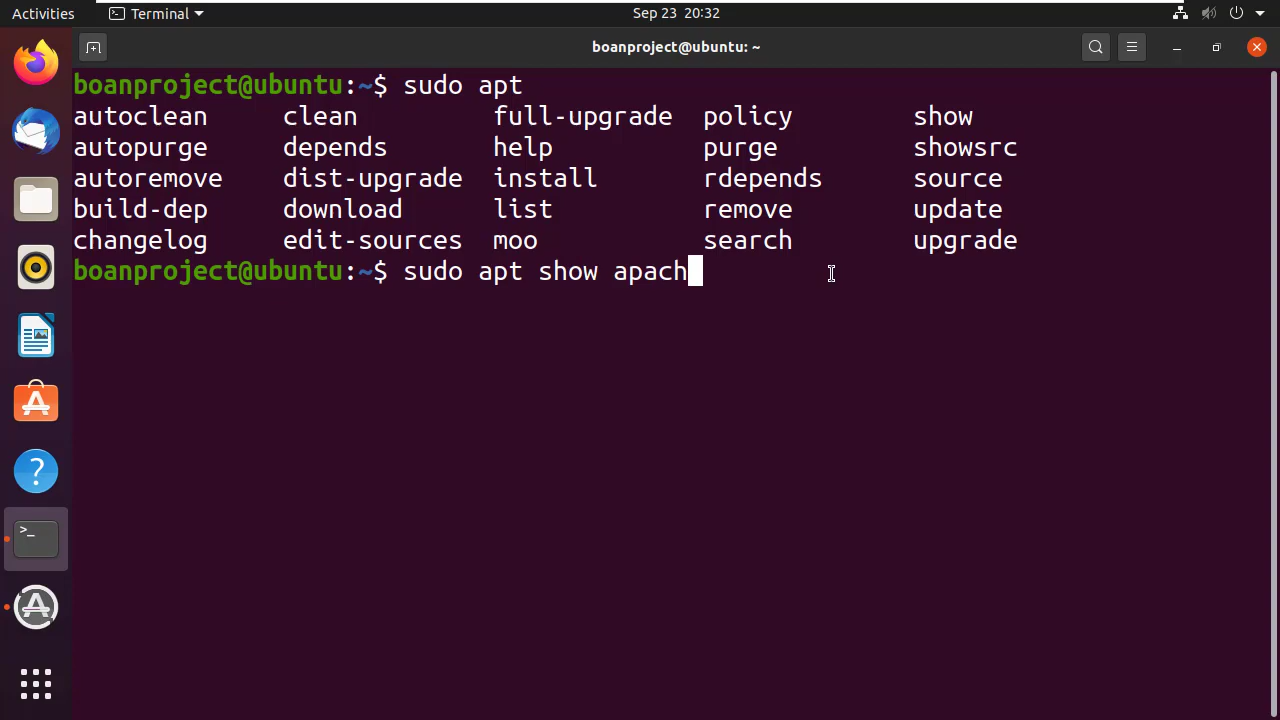 Activities Terminal Sep 23 20:32
boanproject@ubuntu: ~
boanproject@ubuntu:~$ sudo apt
autoclean clean full-upgrade policy show
autopurge depends help purge showsrc
autoremove dist-upgrade install rdepends source
build-dep download list remove update
changelog edit-sources moo search upgrade
boanproject@ubuntu:~$ sudo apt show apach